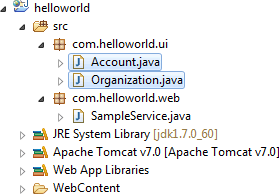 helloworld
src
com.helloworld.ui
Account.java
Organization.java
com.helloworld.web
SampleService.java
JRE System Library [jdk1.7.0_60]
Apache Tomcat v7.0 [Apache Tomcat v7.0]
Web App Libraries
WebContent